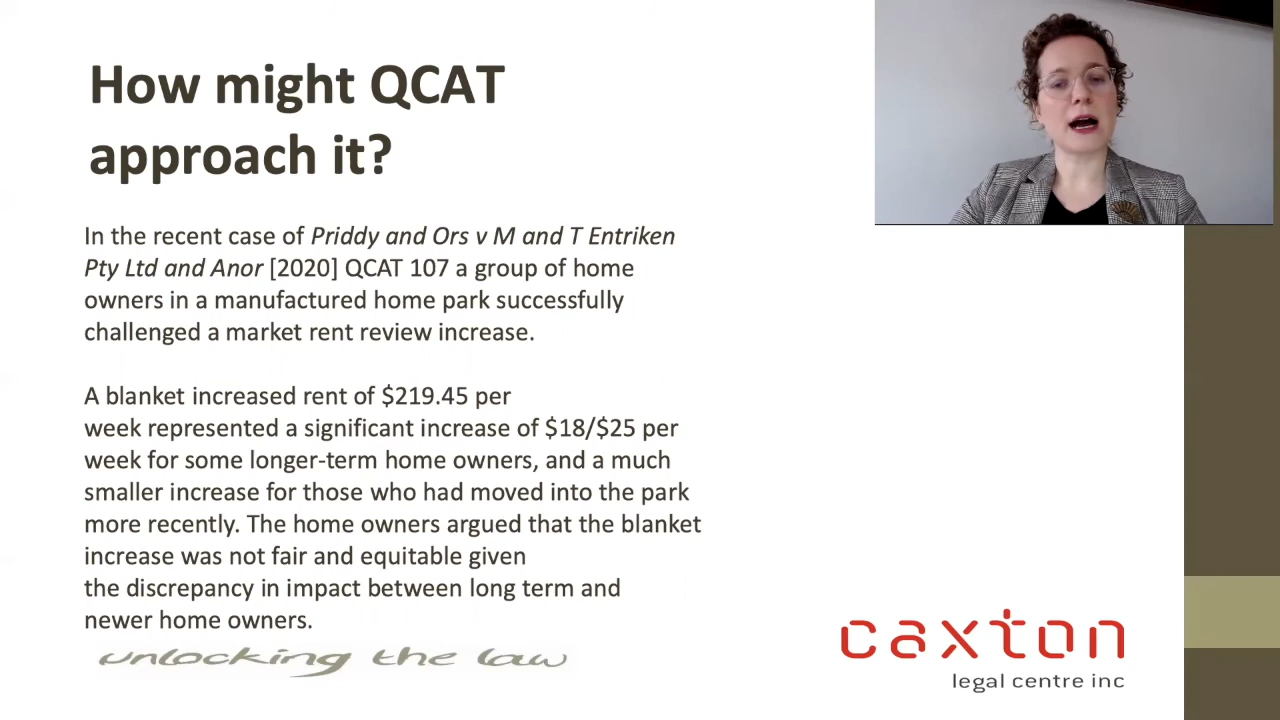 How might QCAT
approach it?
In the recent case of Priddy and Ors v M and T Entriken
Pty Ltd and Anor [2020] QCAT 107 a group of home
owners in a manufactured home park successfully
challenged a market rent review increase.
A blanket increased rent of $219.45 per
week represented a significant increase of $18/$25 per
week for some longer-term home owners, and a much
smaller increase for those who had moved into the park
more recently. The home owners argued that the blanket
increase was not fair and equitable given
the discrepancy in impact between long term and
newer home owners.
unlocking the law
caxton
legal centre inc